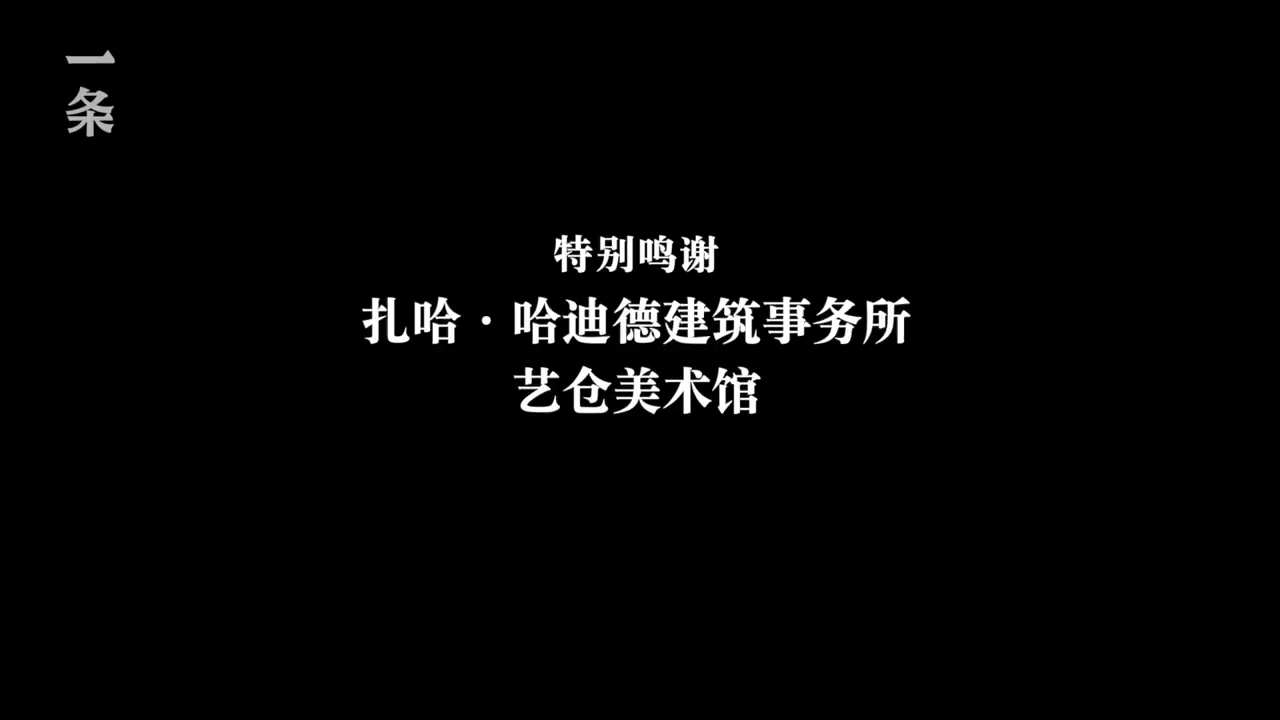 一条
特别鸣谢
扎哈·哈迪德建筑事务所
艺仓美术馆